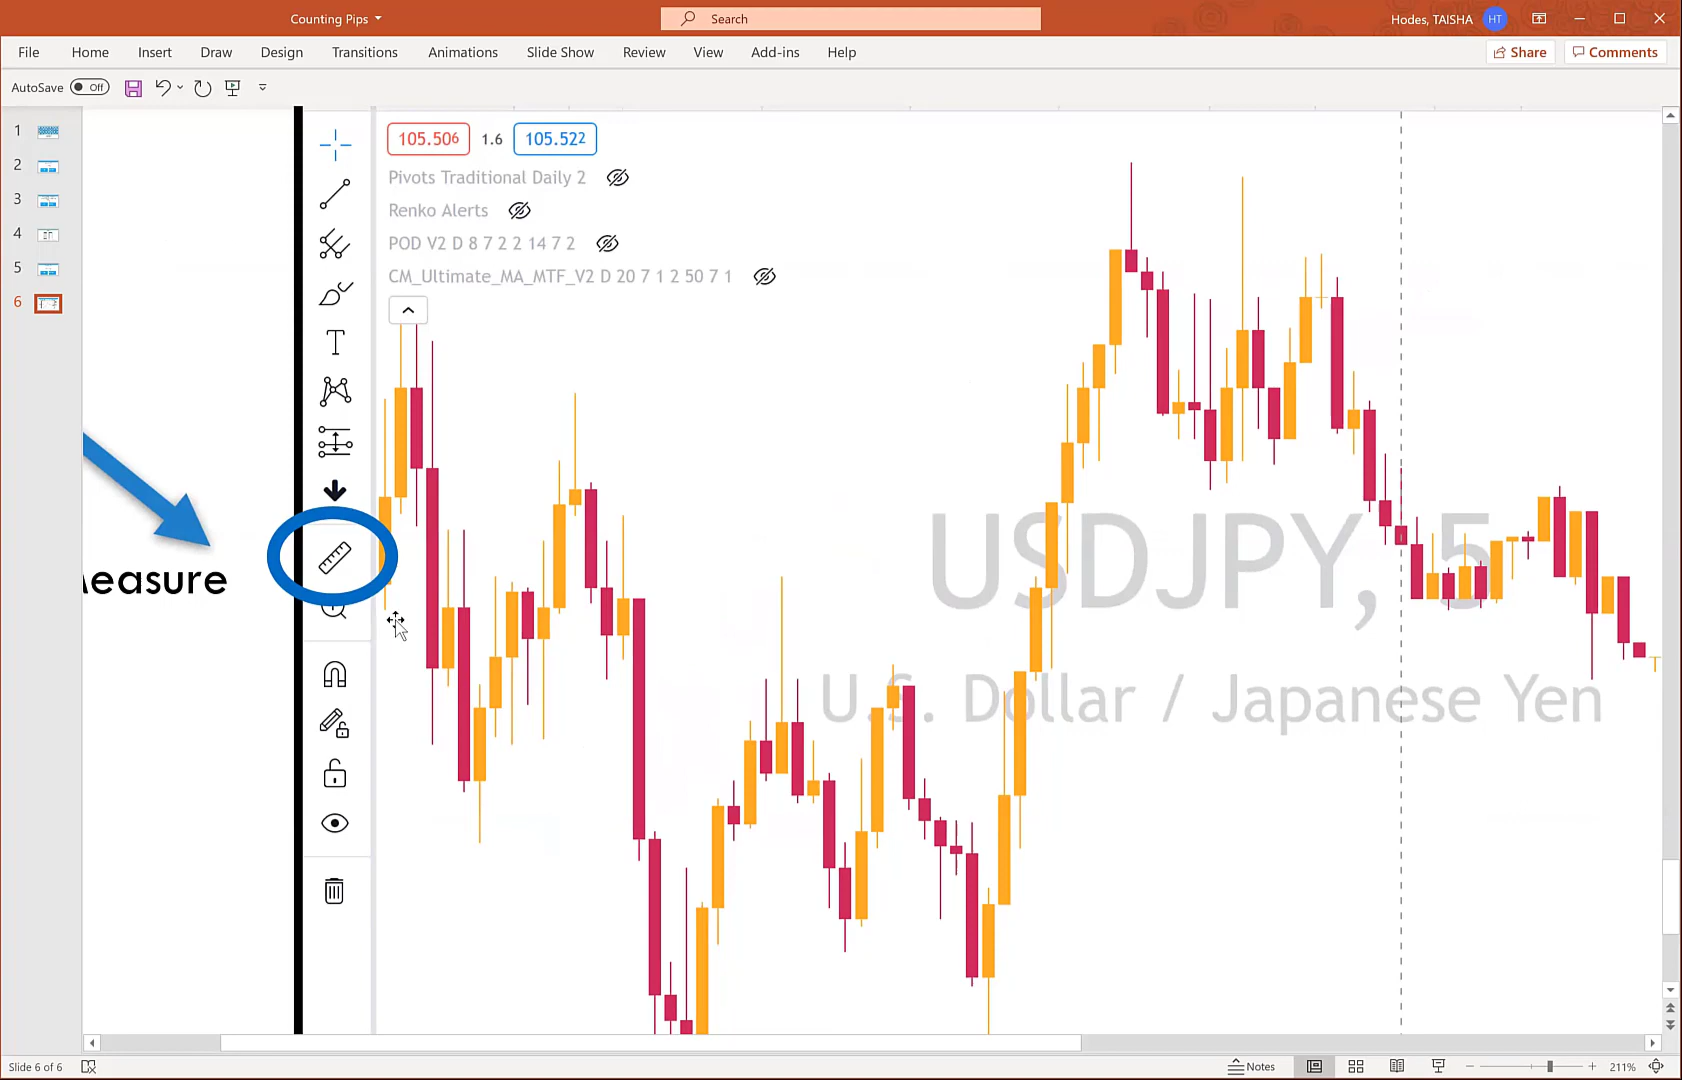 Counting Pips
Search
Hodes, TAISHA
HT
File Home Insert Draw Design Transitions Animations Slide Show Review View Add-ins Help
Share
Comments
AutoSave Off
1
2
3
4
5
6
105.506 1.6 105.522
Pivots Traditional Daily 2
Renko Alerts
POD V2 D 8 7 2 2 14 7 2
CM_Ultimate_MA_MTF_V2 D 20 7 1 2 50 7 1
USDJPY, 5
U.S. Dollar / Japanese Yen
Measure
Slide 6 of 6
Notes
211%